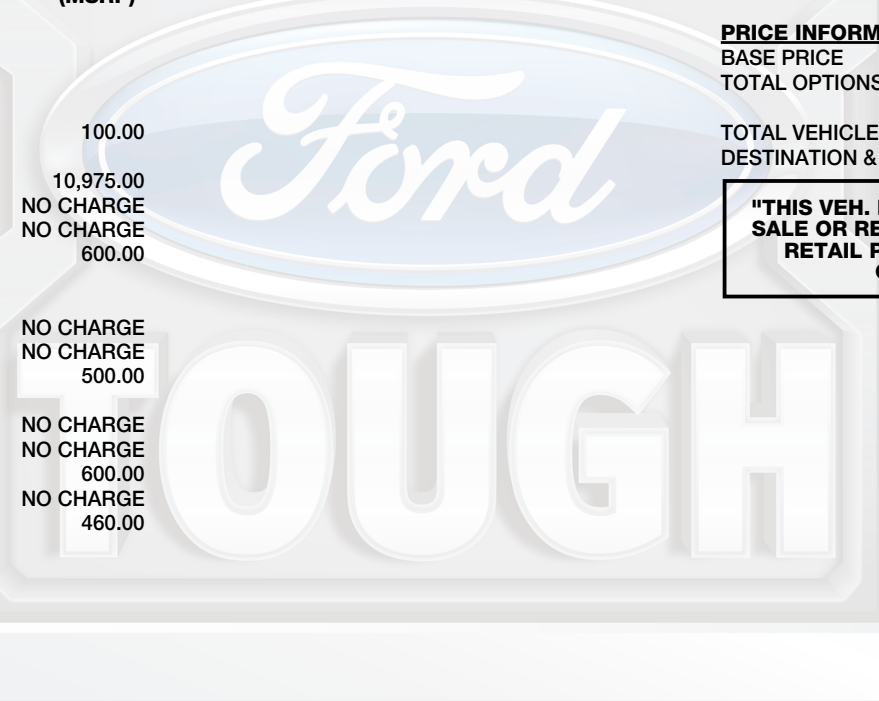 (MSRP)
100.00
10,975.00
NO CHARGE
NO CHARGE
600.00
NO CHARGE
NO CHARGE
500.00
NO CHARGE
NO CHARGE
600.00
NO CHARGE
460.00
PRICE INFORM
BASE PRICE
TOTAL OPTIONS
TOTAL VEHICLE
DESTINATION &
"THIS VEH.
SALE OR RE
RETAIL P
Ford
TOUGH